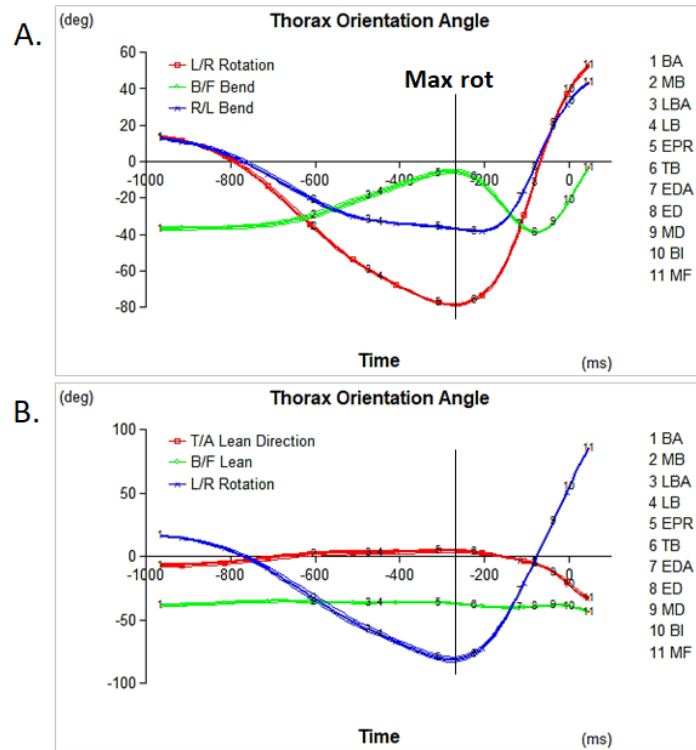 A.
(deg)
Thorax Orientation Angle
60
40
20
0
-20
-40
-60
-80
L/R Rotation
B/F Bend
R/L Bend
Max rot
-1000
-800
-600
-400
-200
0
1 BA
2 MB
3 LBA
4 LB
5 EPR
6 TB
7 EDA
8 ED
9 MD
10 BI
11 MF
Time
(ms)
B.
(deg)
Thorax Orientation Angle
100
50
0
-50
-100
T/A Lean Direction
B/F Lean
L/R Rotation
-1000
-800
-600
-400
-200
0
1 BA
2 MB
3 LBA
4 LB
5 EPR
6 TB
7 EDA
8 ED
9 MD
10 BI
11 MF
Time
(ms)